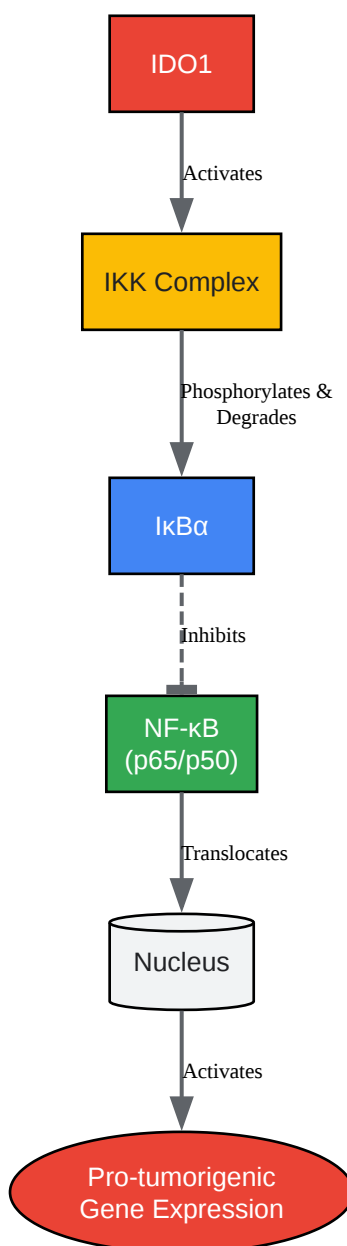 IDO1
Activates
IKK Complex
Phosphorylates &
Degrades
IκBα
Inhibits
NF-κB
(p65/p50)
Translocates
Nucleus
Activates
Pro-tumorigenic
Gene Expression